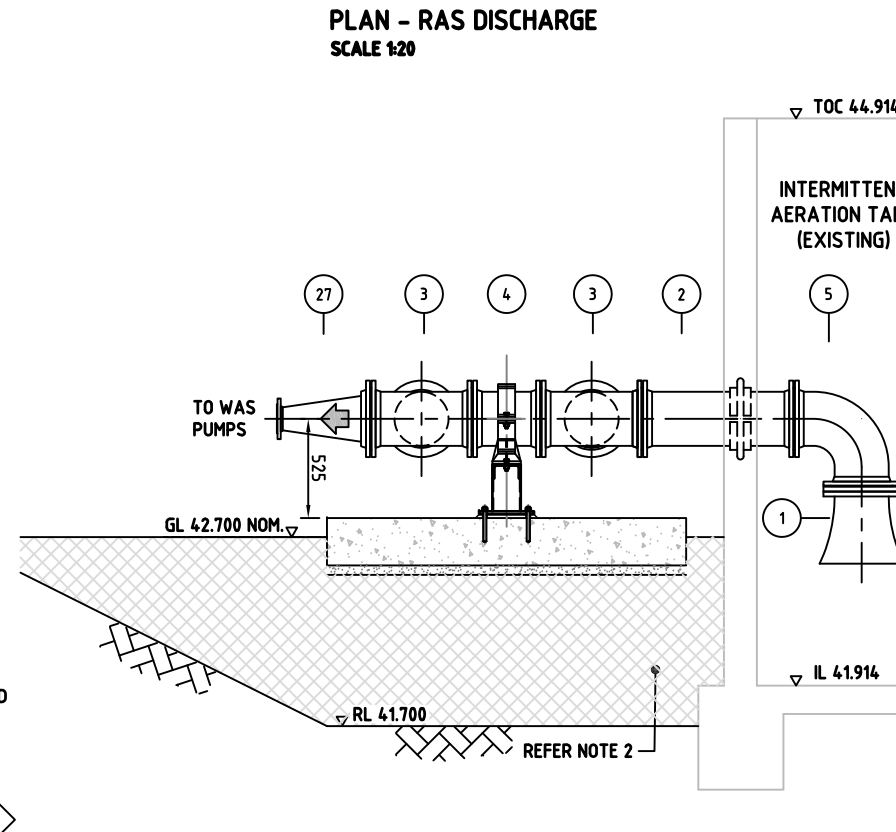 PLAN - RAS DISCHARGE
SCALE 1:20
TOC 44.914
INTERMITTEN
AERATION TA
(EXISTING)
27
3
4
3
2
5
TO WAS
PUMPS
525
1
GL 42.700 NOM.
IL 41.914
RL 41.700
REFER NOTE 2